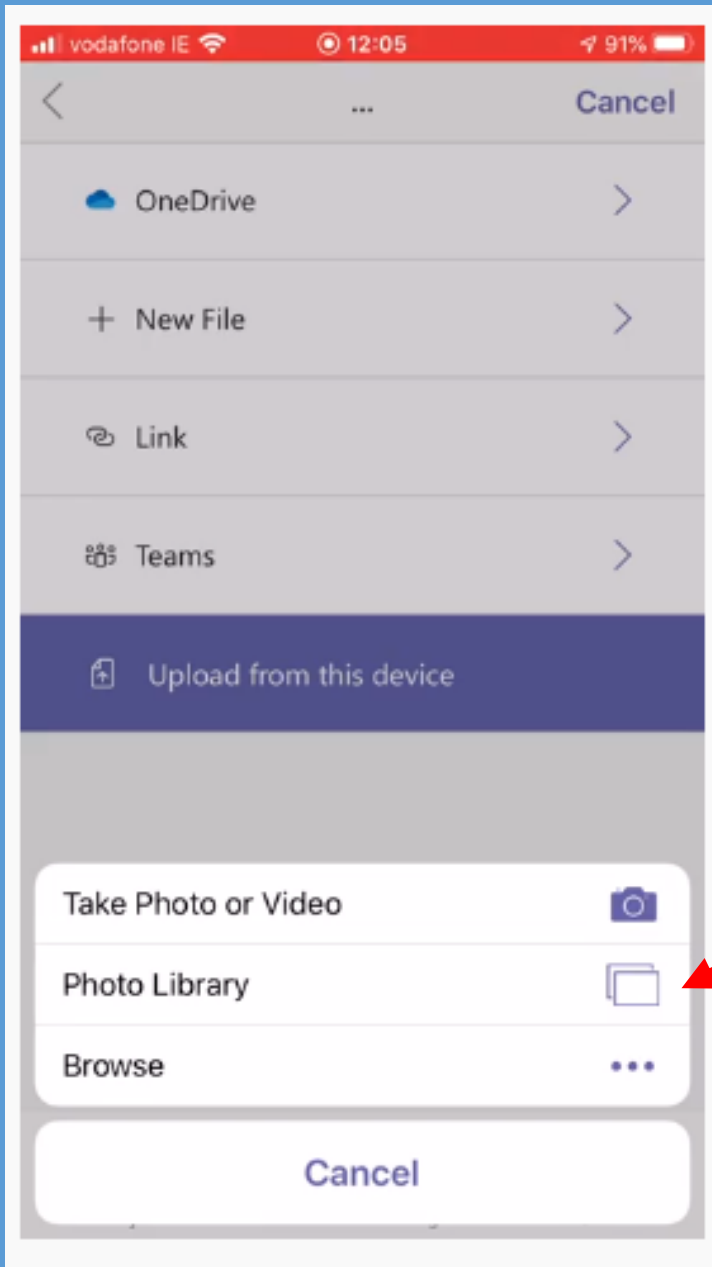 vodafone IE 12:05 91%
... Cancel
OneDrive
New File
Link
Teams
Upload from this device
Take Photo or Video
Photo Library
Browse
Cancel